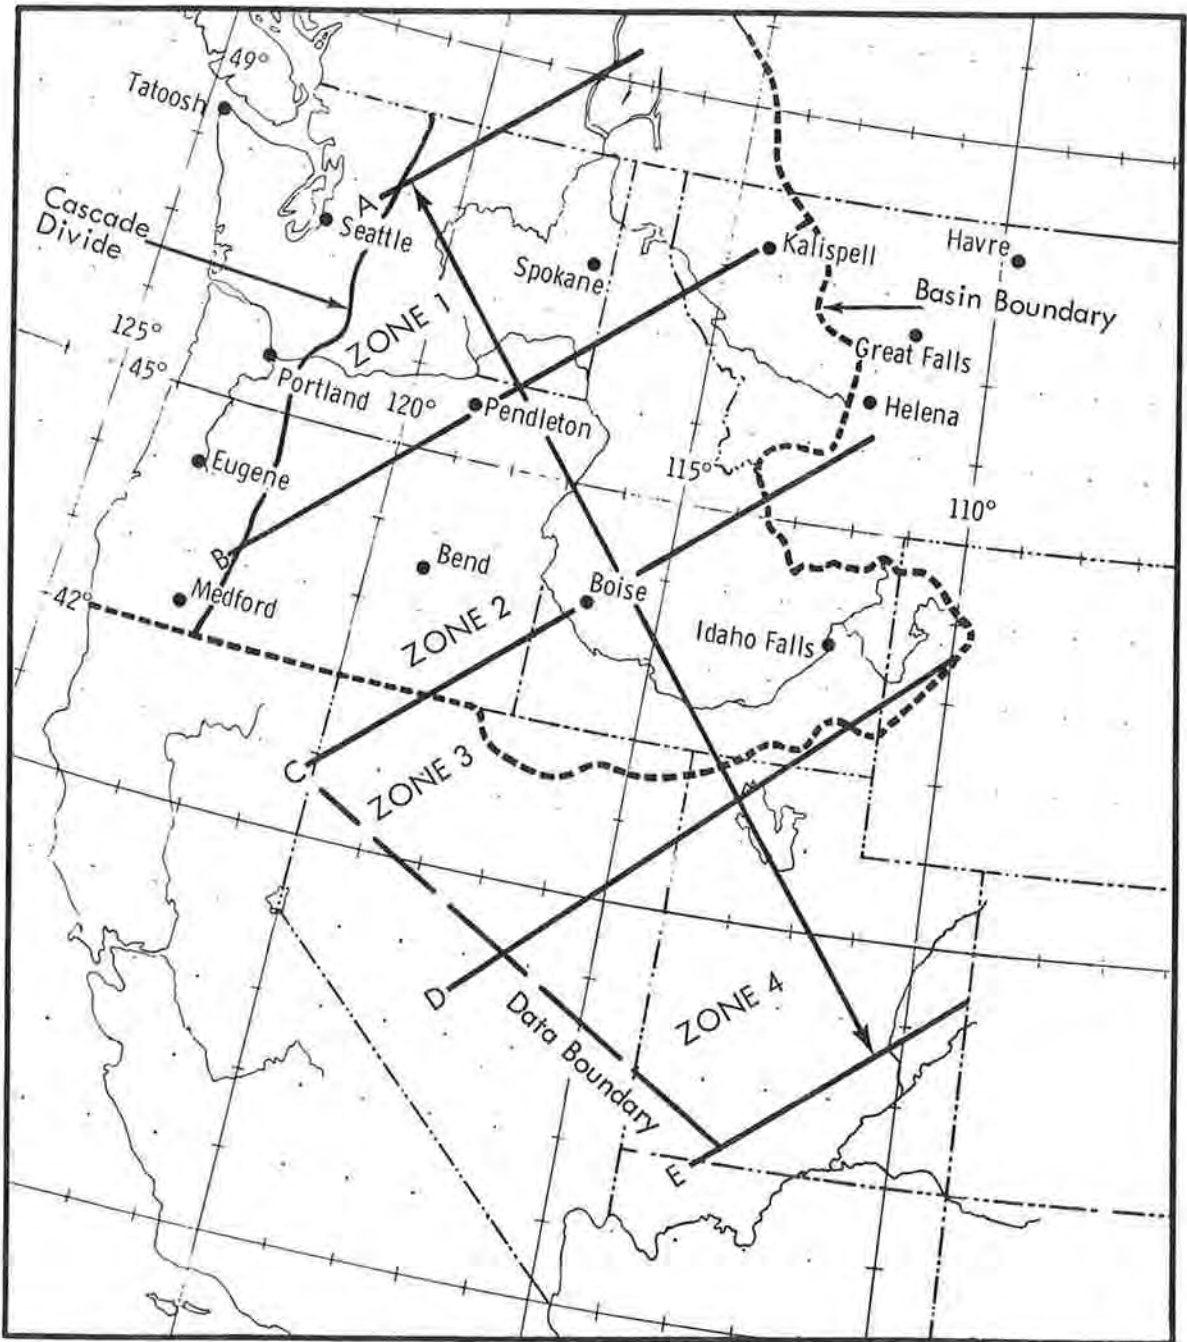 49°
Tatoosh
A
Seattle
Cascade
Divide
Spokane
Kalispell
Havre
Basin Boundary
ZONE 1
125°
45°
Great Falls
Portland
120°
Pendleton
Helena
Eugene
115°
110°
B
Bend
Boise
Medford
42°
ZONE 2
Idaho Falls
C
ZONE 3
D
Data Boundary
ZONE 4
E